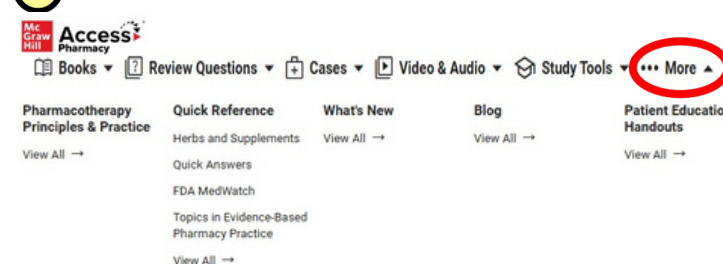 Mc Graw Hill
Access
Pharmacy
Books Review Questions Cases Video & Audio Study Tools ••• More
Pharmacotherapy Principles & Practice
View All →
Quick Reference
Herbs and Supplements
Quick Answers
FDA MedWatch
Topics in Evidence-Based
Pharmacy Practice
View All →
What's New
View All →
Blog
View All →
Patient Educatio
Handouts
View All →